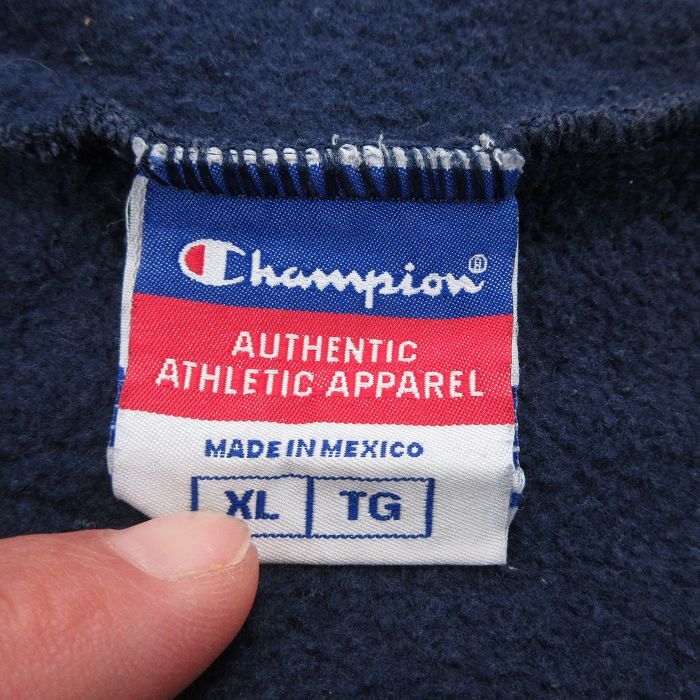 Champion®
AUTHENTIC
ATHLETIC APPAREL
MADE IN MEXICO
XL TG